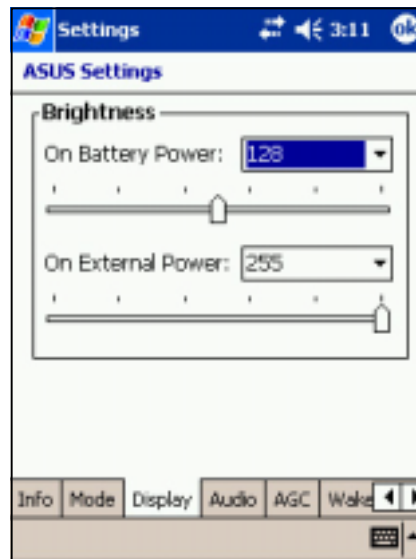 Settings 3:11 ok
ASUS Settings
Brightness
On Battery Power: 128
On External Power: 255
Info Mode Display Audio AGC Wake